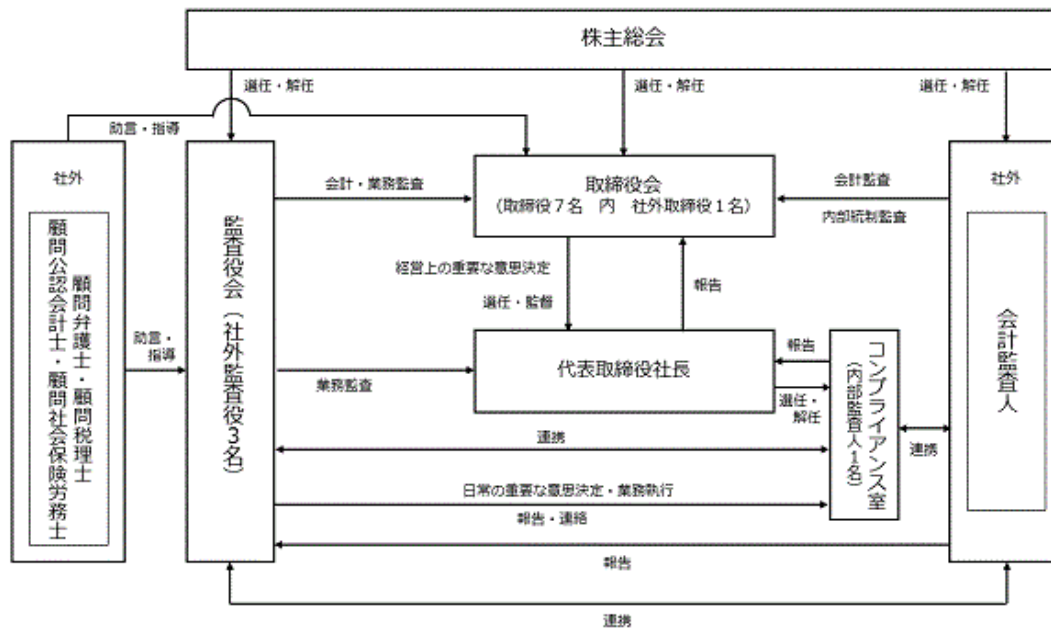 株主総会
選任・解任
選任・解任
選任・解任
助言・指導
社外
顧問弁護士・顧問税理士
顧問公認会計士・顧問社会保険労務士
助言・
指導
監査役会（社外監査役３名）
会計・業務監査
取締役会
（取締役７名　内　社外取締役１名）
会計監査
内部統制監査
社外
会計監査人
経営上の重要な意思決定
選任・監督
報告
代表取締役社長
業務監査
報告
選任・
解任
コンプライアンス室
（内部監査人１名）
連携
連携
日常の重要な意思決定・業務執行
報告・連絡
報告
連携